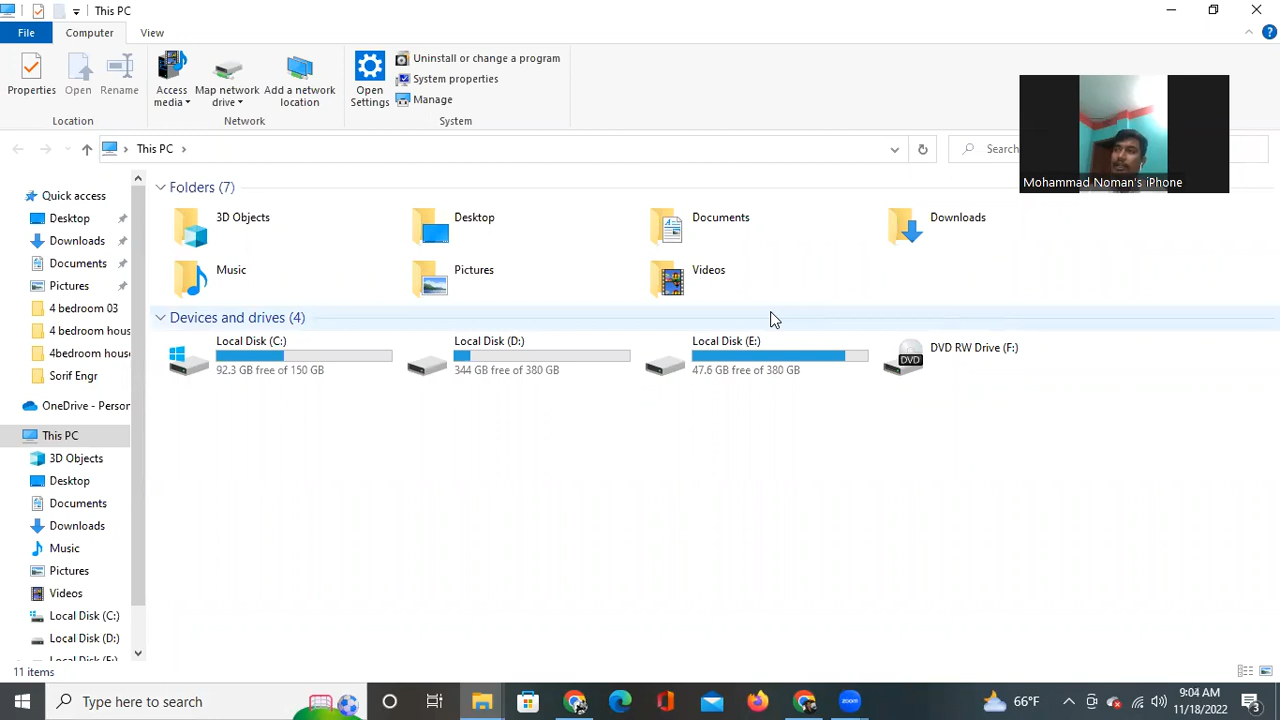 This PC
File
Computer
View
Properties
Open
Rename
Access media
Map network drive
Add a network location
Open Settings
Uninstall or change a program
System properties
Manage
Location
Network
System
This PC
Search
Mohammad Noman's iPhone
Quick access
Desktop
Downloads
Documents
Pictures
4 bedroom 03
4 bedroom hous
4bedroom hous
Sorif Engr
OneDrive - Person
This PC
3D Objects
Desktop
Documents
Downloads
Music
Pictures
Videos
Local Disk (C:)
Local Disk (D:)
Folders (7)
3D Objects
Desktop
Documents
Downloads
Music
Pictures
Videos
Devices and drives (4)
Local Disk (C:)
92.3 GB free of 150 GB
Local Disk (D:)
344 GB free of 380 GB
Local Disk (E:)
47.6 GB free of 380 GB
DVD
DVD RW Drive (F:)
11 items
Type here to search
zoom
66°F
9:04 AM
11/18/2022
3